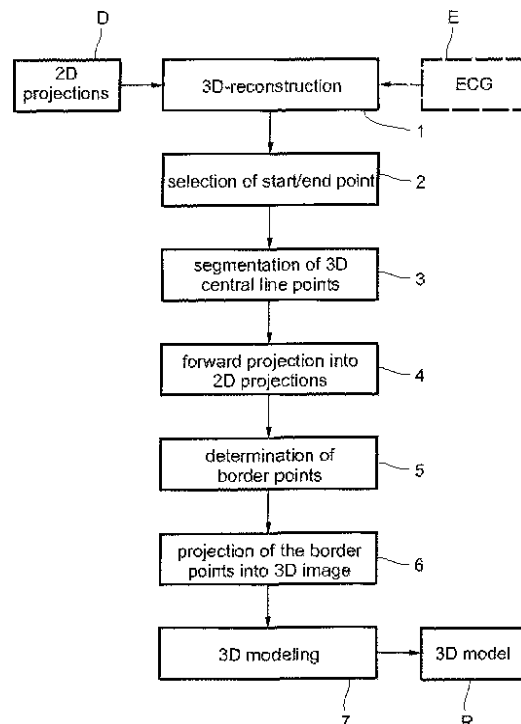 D
E
2D
projections
3D-reconstruction
ECG
1
selection of start/end point
2
segmentation of 3D
central line points
3
forward projection into
2D projections
4
determination of
border points
5
projection of the border
points into 3D image
6
3D modeling
3D model
7
R